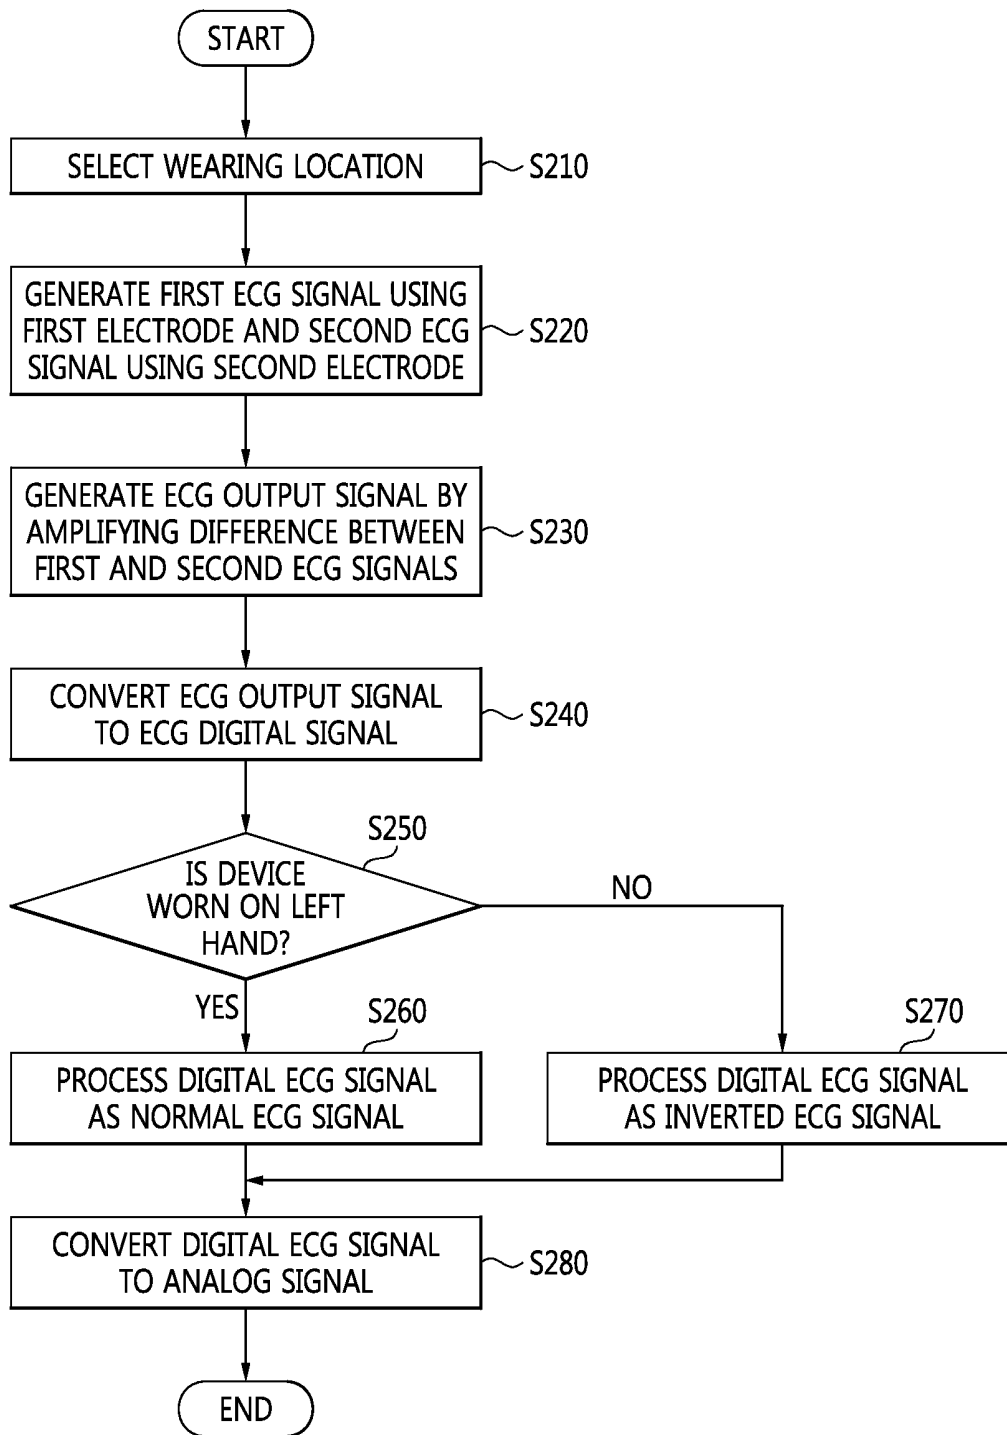 START
SELECT WEARING LOCATION
S210
GENERATE FIRST ECG SIGNAL USING
FIRST ELECTRODE AND SECOND ECG
SIGNAL USING SECOND ELECTRODE
S220
GENERATE ECG OUTPUT SIGNAL BY
AMPLIFYING DIFFERENCE BETWEEN
FIRST AND SECOND ECG SIGNALS
S230
CONVERT ECG OUTPUT SIGNAL
TO ECG DIGITAL SIGNAL
S240
S250
IS DEVICE
WORN ON LEFT
HAND?
NO
YES
S260
PROCESS DIGITAL ECG SIGNAL
AS NORMAL ECG SIGNAL
S270
PROCESS DIGITAL ECG SIGNAL
AS INVERTED ECG SIGNAL
CONVERT DIGITAL ECG SIGNAL
TO ANALOG SIGNAL
S280
END